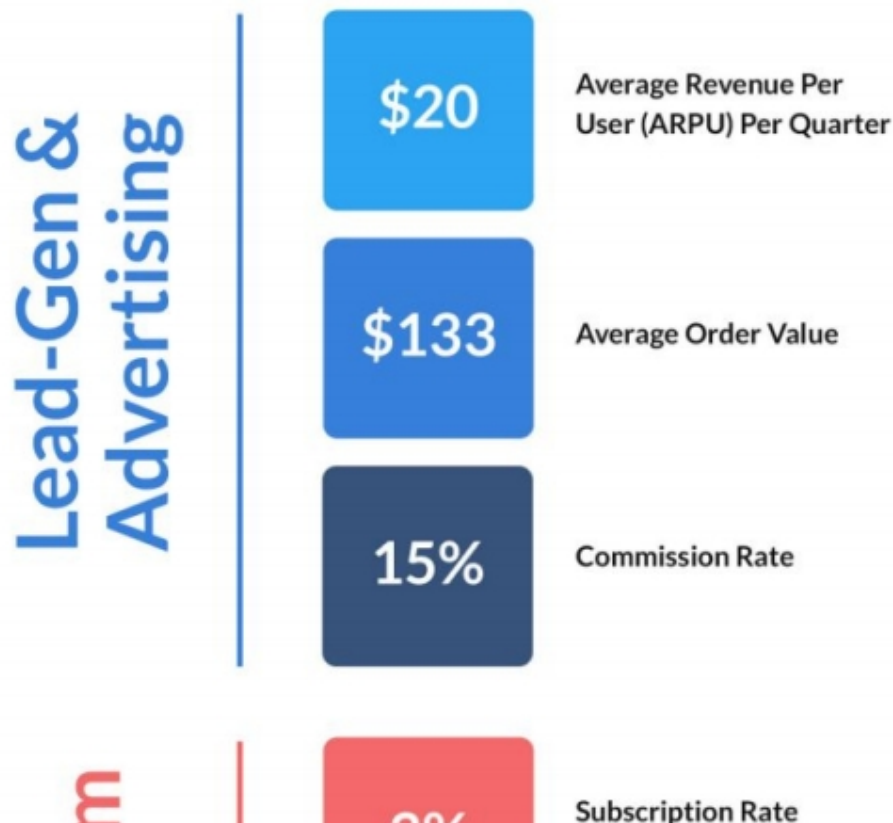 Lead-Gen &
Advertising
$20
Average Revenue Per
User (ARPU) Per Quarter
$133
Average Order Value
15%
Commission Rate
Subscription Rate